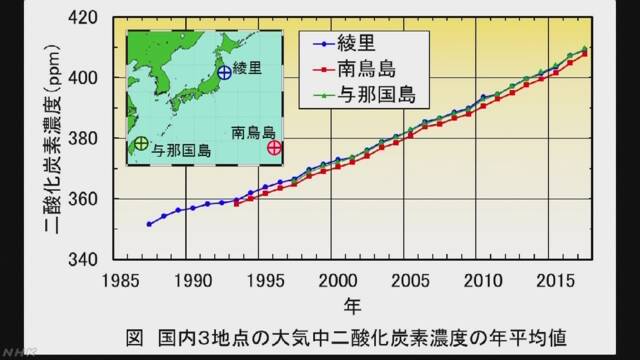 420
400
380
360
340
二酸化炭素濃度(ppm)
綾里
南鳥島
与那国島
綾里
南鳥島
与那国島
1985
1990
1995
2000
2005
2010
2015
年
図 国内3地点の大気中二酸化炭素濃度の年平均値
NHK